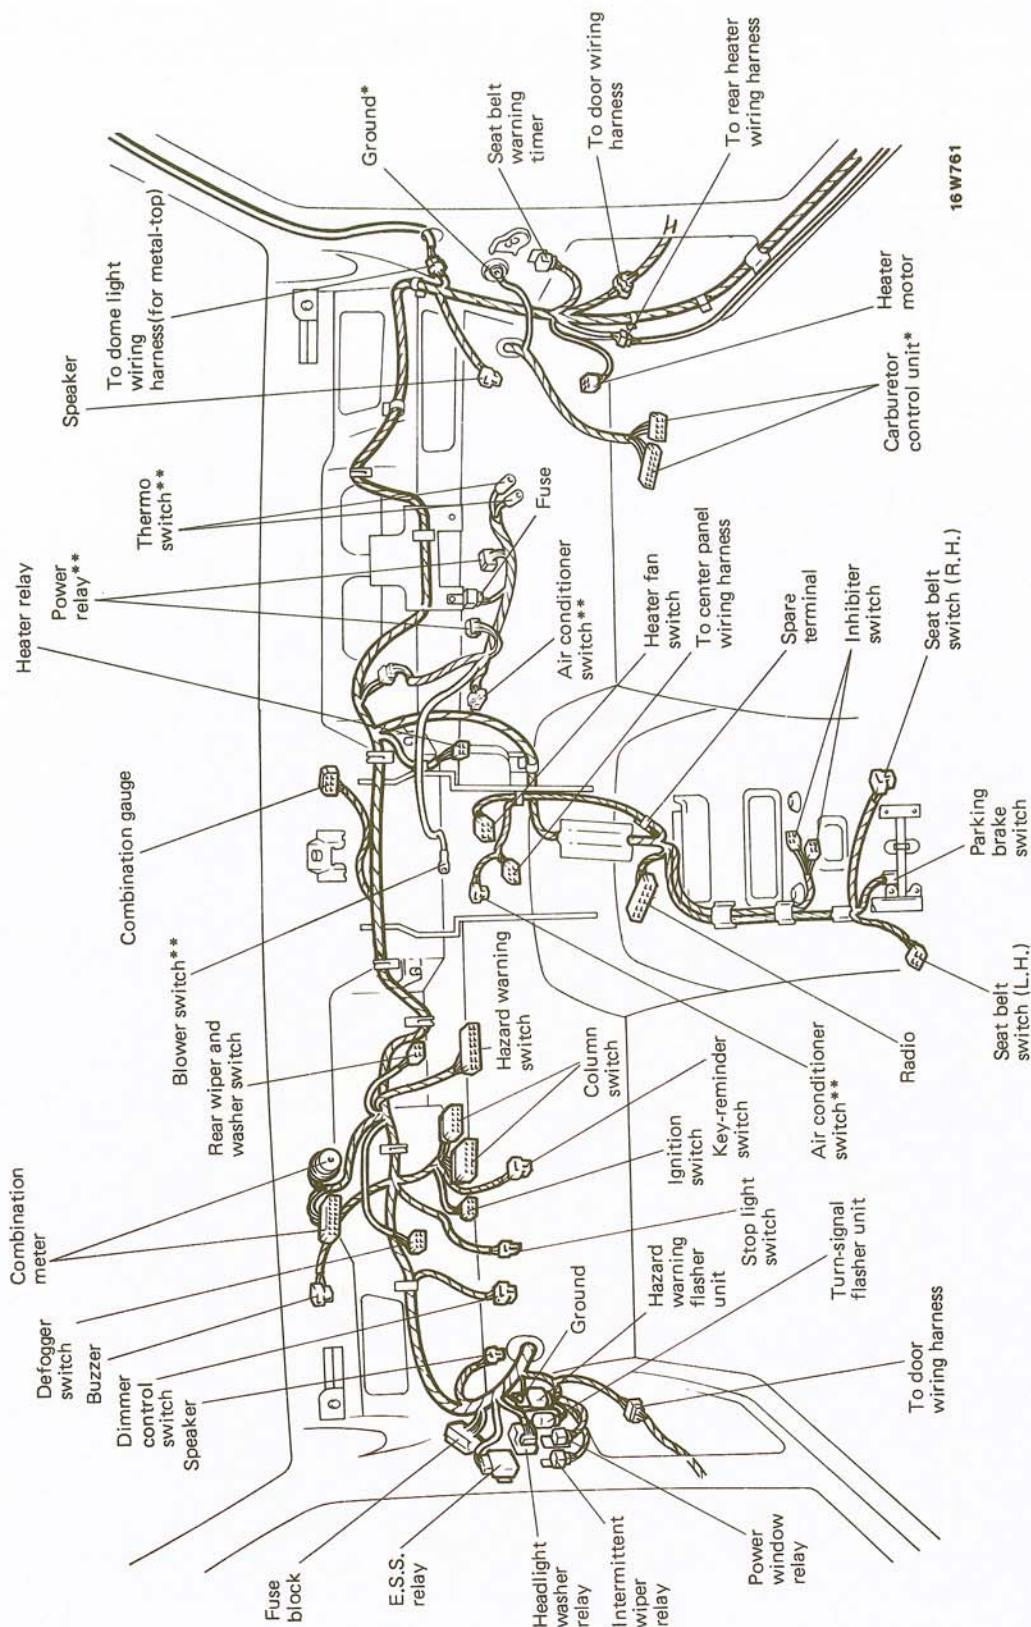 Heater relay
Power
relay**
Thermo
switch**
Speaker
To dome light
wiring
harness(for metal-top)
Ground*
Seat belt
warning
timer
To door wiring
harness
To rear heater
wiring harness
Combination gauge
Blower switch**
Rear wiper and
washer switch
Combination
meter
Defogger
switch
Buzzer
Dimmer
control
switch
Speaker
Fuse
block
E.S.S.
relay
Headlight
washer
relay
Intermittent
wiper
relay
Power
window
relay
To door
wiring harness
Turn-signal
flasher unit
Hazard
warning
flasher
unit
Ground
Stop light
switch
Ignition
switch
Key-reminder
switch
Column
switch
Hazard warning
switch
Air conditioner
switch**
Radio
Seat belt
switch (L.H.)
Parking
brake
switch
Seat belt
switch (R.H.)
Inhibiter
switch
Spare
terminal
To center panel
wiring harness
Heater fan
switch
Air conditioner
switch**
Fuse
Carburetor
control unit*
Heater
motor
16W761